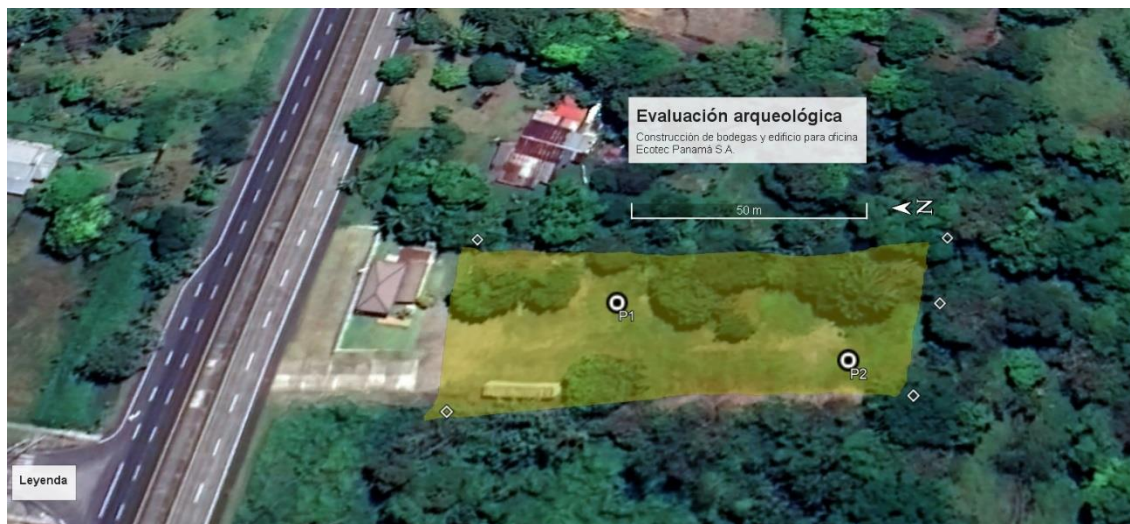 Evaluación arqueológica
Construcción de bodegas y edificio para oficina
Ecotec Panamá S.A.
50 m
N
P1
P2
Leyenda